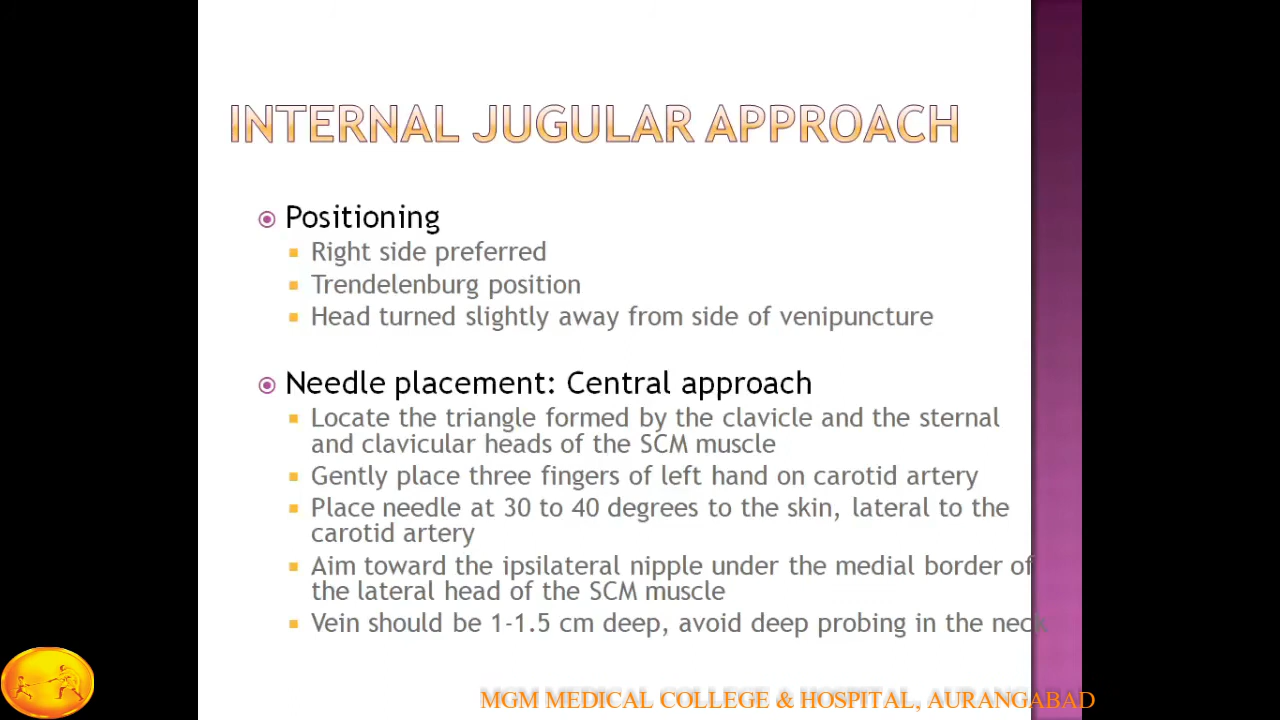 INTERNAL JUGULAR APPROACH
Positioning
Right side preferred
Trendelenburg position
Head turned slightly away from side of venipuncture
Needle placement: Central approach
Locate the triangle formed by the clavicle and the sternal
and clavicular heads of the SCM muscle
Gently place three fingers of left hand on carotid artery
Place needle at 30 to 40 degrees to the skin, lateral to the
carotid artery
Aim toward the ipsilateral nipple under the medial border of
the lateral head of the SCM muscle
Vein should be 1-1.5 cm deep, avoid deep probing in the neck
MGM MEDICAL COLLEGE & HOSPITAL, AURANGABAD